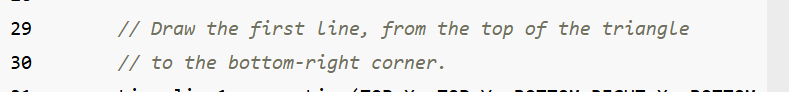 29 // Draw the first line, from the top of the triangle
30 // to the bottom-right corner.